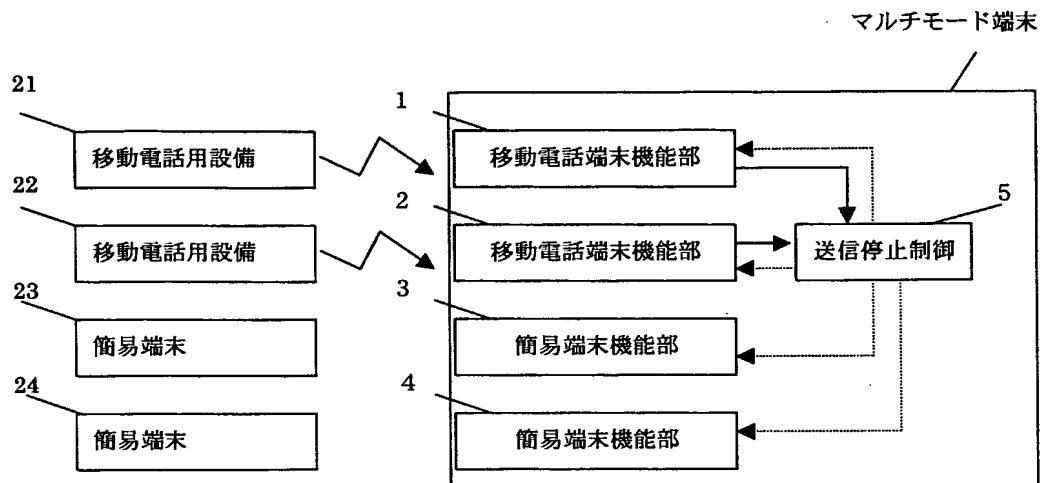 マルチモード端末
21
移動電話用設備
1
移動電話端末機能部
22
移動電話用設備
2
移動電話端末機能部
5
送信停止制御
23
簡易端末
3
簡易端末機能部
24
簡易端末
4
簡易端末機能部